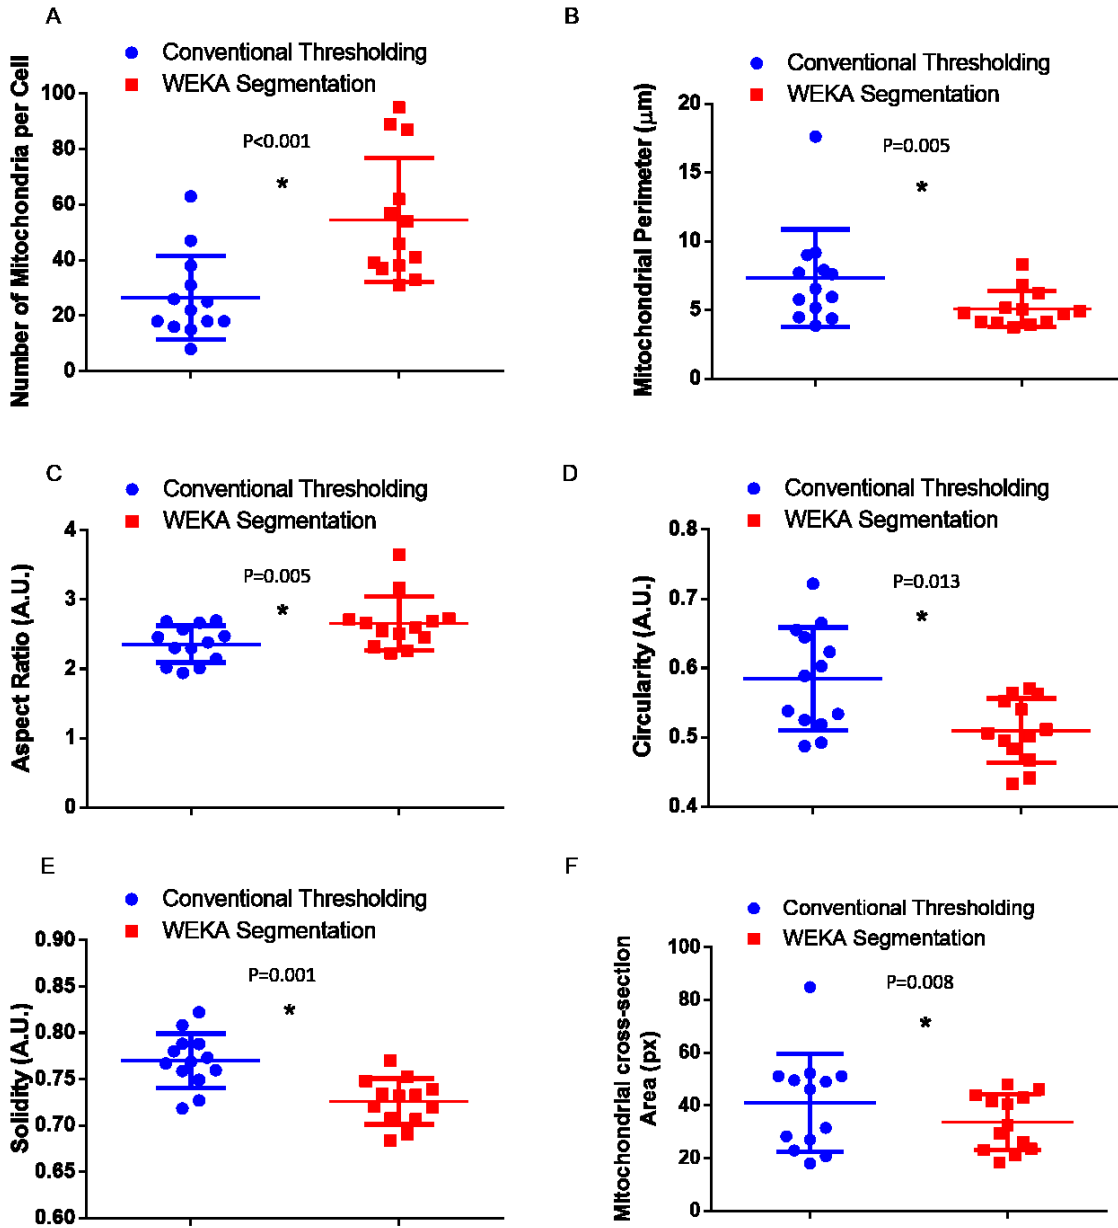 A
Conventional Thresholding
WEKA Segmentation
Number of Mitochondria per Cell
100
80
60
40
20
0
P<0.001
*
B
Conventional Thresholding
WEKA Segmentation
Mitochondrial Perimeter (μm)
20
15
10
5
0
P=0.005
*
C
Conventional Thresholding
WEKA Segmentation
Aspect Ratio (A.U.)
4
3
2
1
0
P=0.005
*
D
Conventional Thresholding
WEKA Segmentation
Circularity (A.U.)
0.8
0.7
0.6
0.5
0.4
P=0.013
*
E
Conventional Thresholding
WEKA Segmentation
Solidity (A.U.)
0.90
0.85
0.80
0.75
0.70
0.65
0.60
P=0.001
*
F
Conventional Thresholding
WEKA Segmentation
Mitochondrial cross-section
Area (px)
100
80
60
40
20
0
P=0.008
*